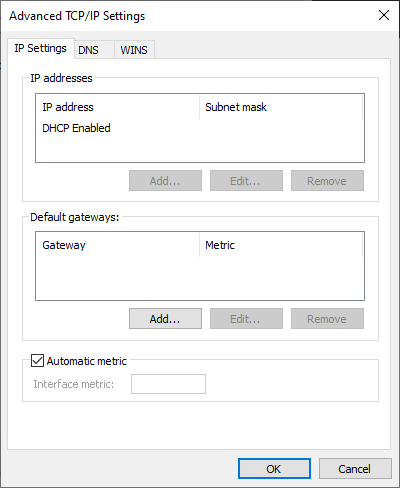 Advanced TCP/IP Settings
IP Settings DNS WINS
IP addresses
IP address Subnet mask
DHCP Enabled
Add... Edit... Remove
Default gateways:
Gateway Metric
Add... Edit... Remove
Automatic metric
Interface metric:
OK Cancel